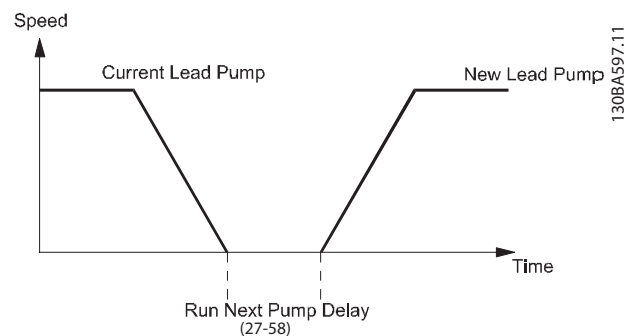 Speed
Current Lead Pump
New Lead Pump
130BA597.11
Time
Run Next Pump Delay
(27-58)